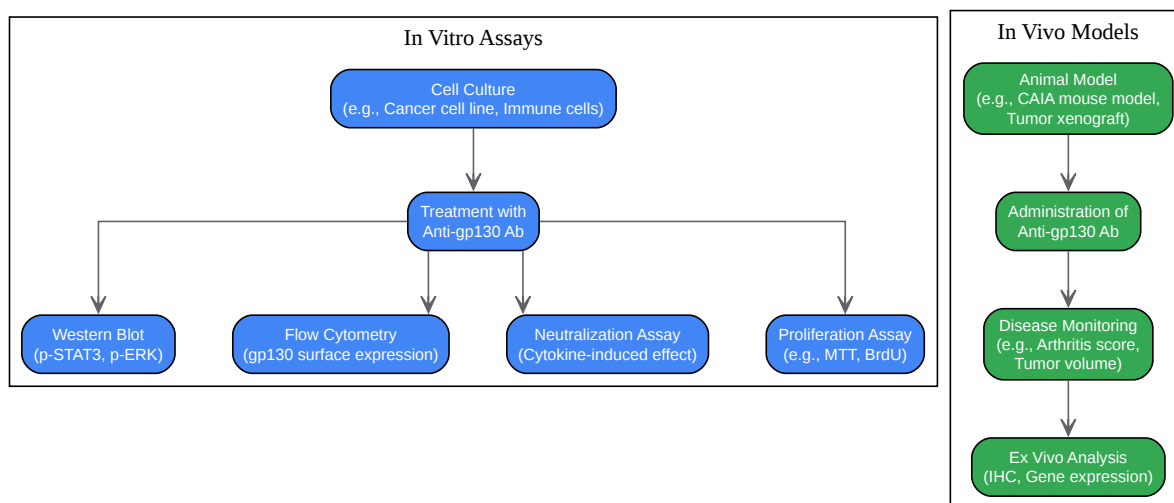 In Vitro Assays
Cell Culture
(e.g., Cancer cell line, Immune cells)
Treatment with
Anti-gp130 Ab
Western Blot
(p-STAT3, p-ERK)
Flow Cytometry
(gp130 surface expression)
Neutralization Assay
(Cytokine-induced effect)
Proliferation Assay
(e.g., MTT, BrdU)
In Vivo Models
Animal Model
(e.g., CAIA mouse model,
Tumor xenograft)
Administration of
Anti-gp130 Ab
Disease Monitoring
(e.g., Arthritis score,
Tumor volume)
Ex Vivo Analysis
(IHC, Gene expression)